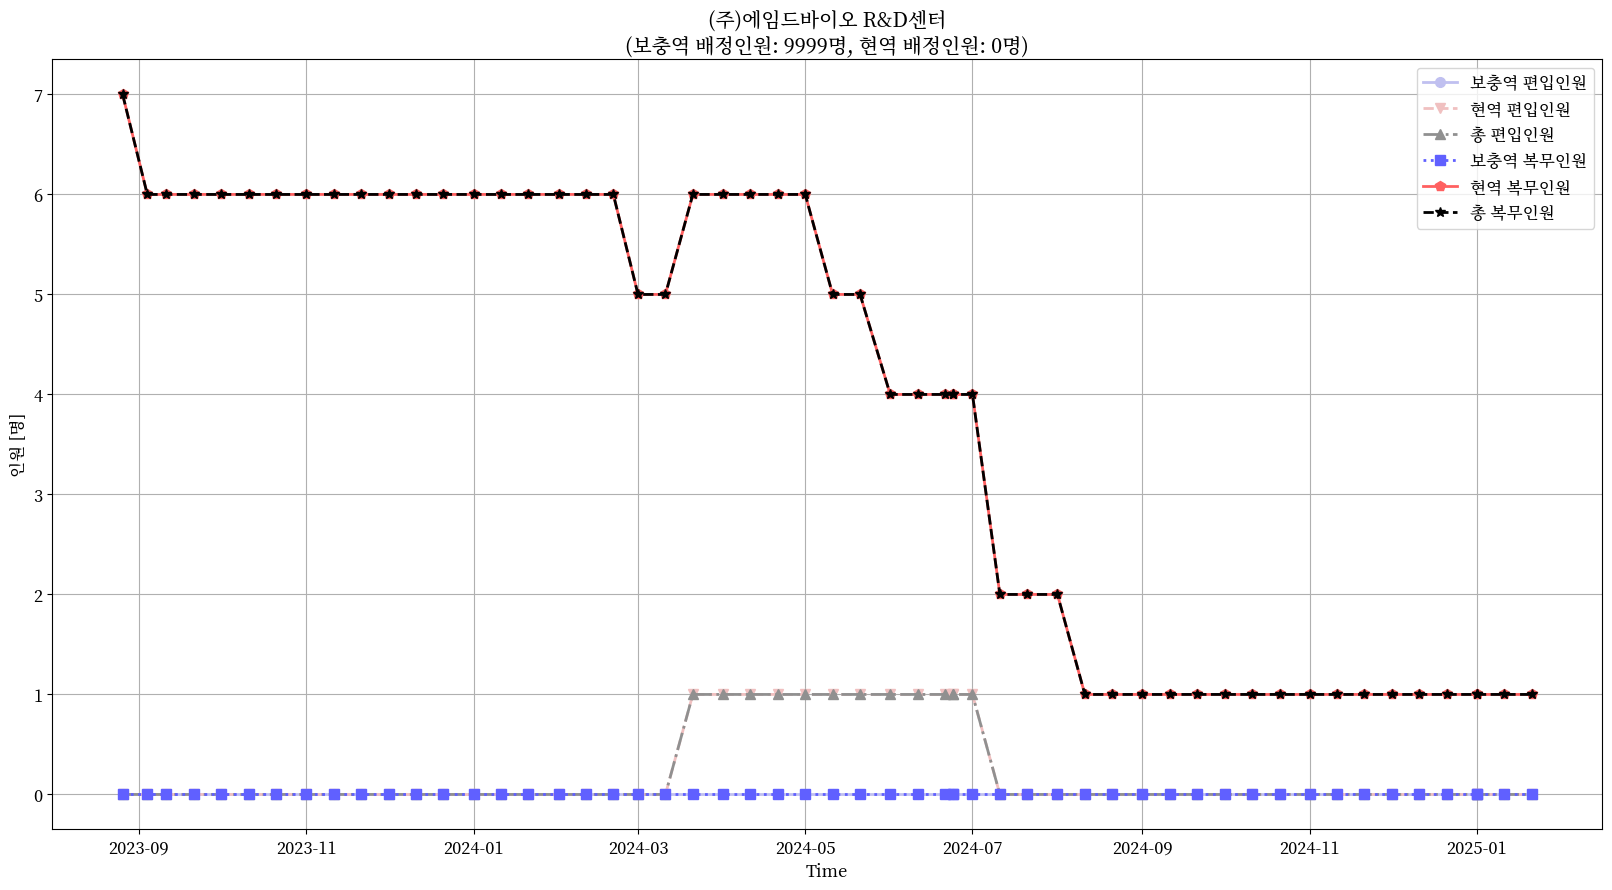 (주)에임드바이오 R&D센터
(보충역 배정인원: 9999명, 현역 배정인원: 0명)
보충역 편입인원
현역 편입인원
총 편입인원
보충역 복무인원
현역 복무인원
총 복무인원
인원 [명]
7
6
5
4
3
2
1
0
2023-09
2023-11
2024-01
2024-03
2024-05
2024-07
2024-09
2024-11
2025-01
Time